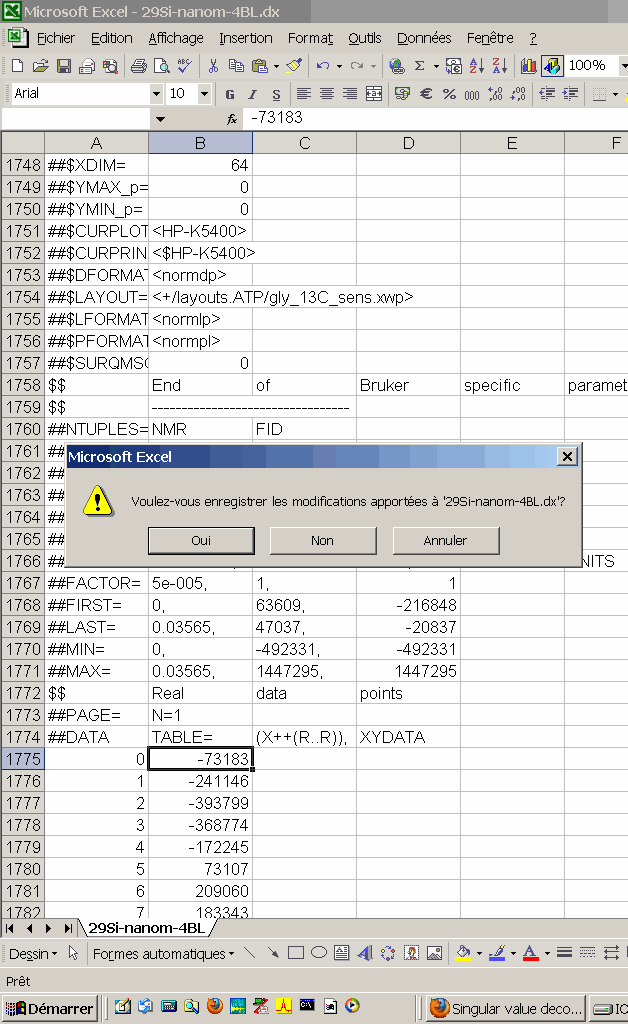 Microsoft Excel - 29Si-nanom-4BL.dx
Fichier Edition Affichage Insertion Format Outils Données Fenêtre ?
100%
Arial 10 G I S € % 000
fx -73183
A B C D E F
1748 ##$XDIM= 64
1749 ##$YMAX_p= 0
1750 ##$YMIN_p= 0
1751 ##$CURPLOT <HP-K5400>
1752 ##$CURPRIN <$HP-K5400>
1753 ##$DFORMAT <normdp>
1754 ##$LAYOUT= <+/layouts.ATP/gly_13C_sens.xwp>
1755 ##$LFORMAT <normlp>
1756 ##$PFORMAT <normpl>
1757 ##$SURQMSG 0
1758 $$ End of Bruker specific paramet
1759 $$ ---------------------------------
1760 ##NTUPLES= NMR FID
1761 ##
Microsoft Excel
1762 ##
1763 ##
Voulez-vous enregistrer les modifications apportées à '29Si-nanom-4BL.dx'?
1764 ##
1765 ##
Oui Non Annuler
1766 ## NITS
1767 ##FACTOR= 5e-005, 1, 1
1768 ##FIRST= 0, 63609, -216848
1769 ##LAST= 0.03565, 47037, -20837
1770 ##MIN= 0, -492331, -492331
1771 ##MAX= 0.03565, 1447295, 1447295
1772 $$ Real data points
1773 ##PAGE= N=1
1774 ##DATA TABLE= (X++(R..R)), XYDATA
1775 0 -73183
1776 1 -241146
1777 2 -393799
1778 3 -368774
1779 4 -172245
1780 5 73107
1781 6 209060
1782 7 183343
29Si-nanom-4BL
Dessin Formes automatiques
Prêt
Démarrer Singular value deco... IC